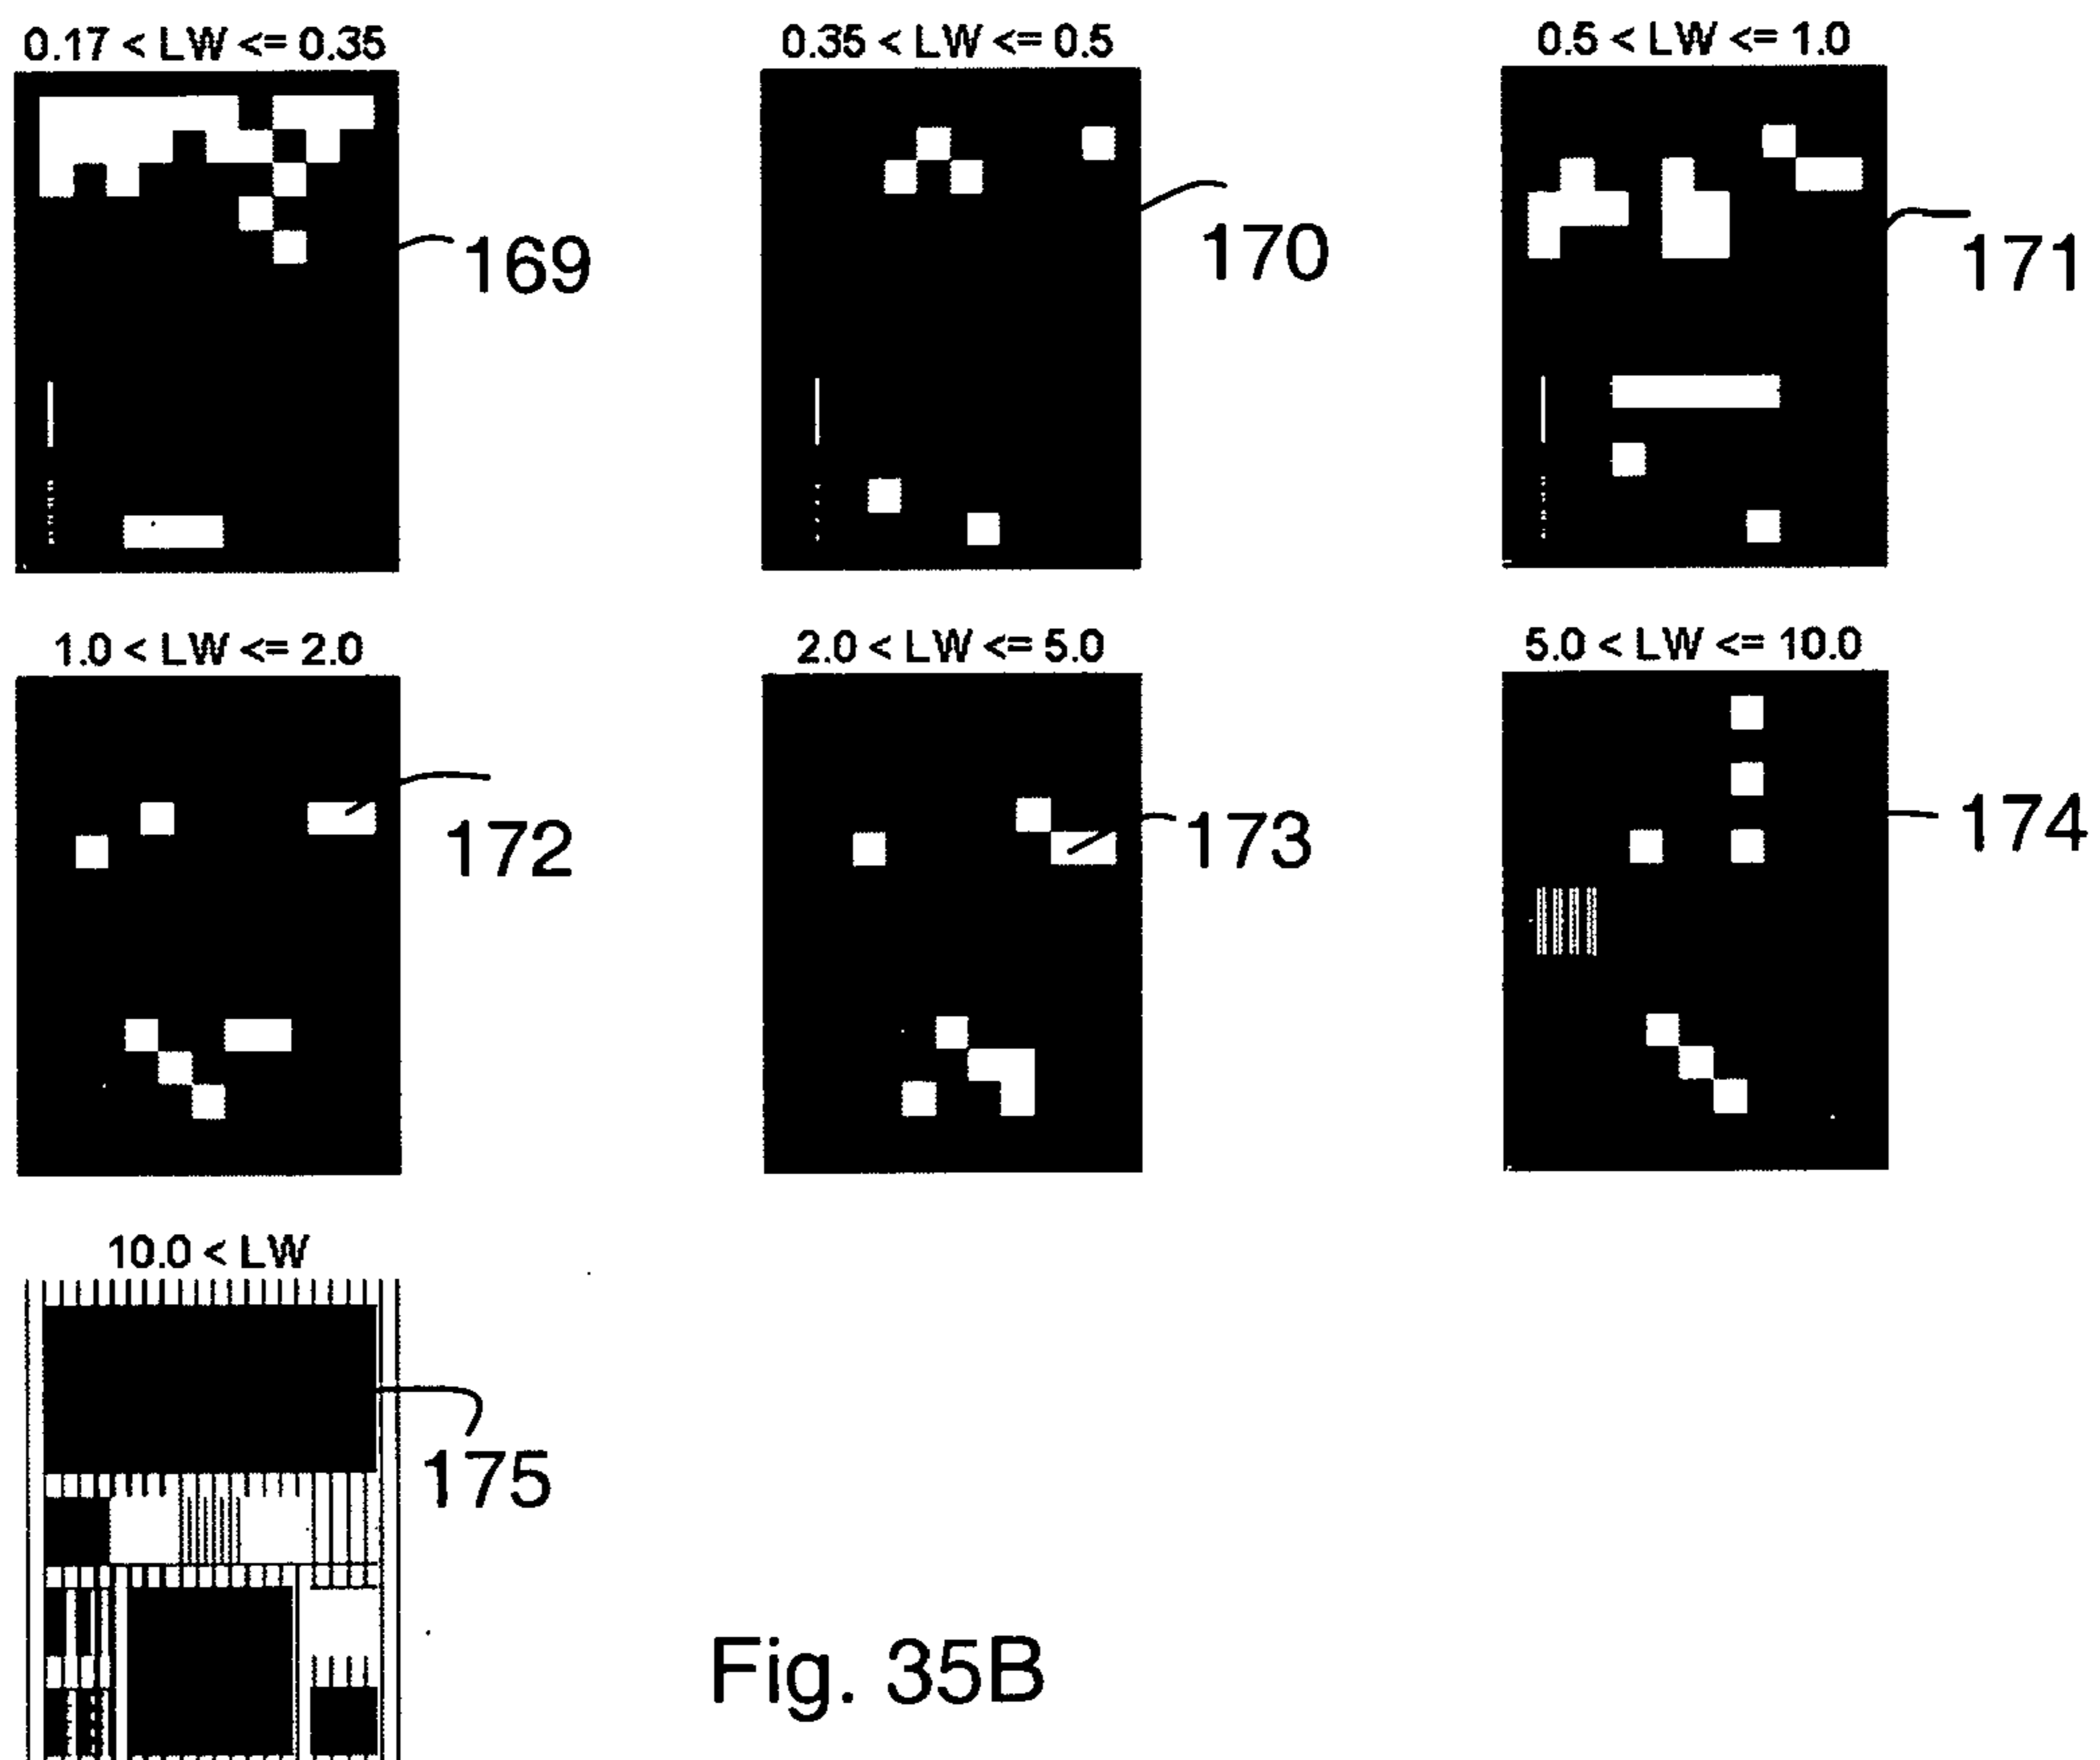 0.17 < LW <= 0.35
0.35 < LW <= 0.5
0.5 < LW <= 1.0
169
170
171
1.0 < LW <= 2.0
2.0 < LW <= 5.0
5.0 < LW <= 10.0
172
173
174
10.0 < LW
175
Fig. 35B